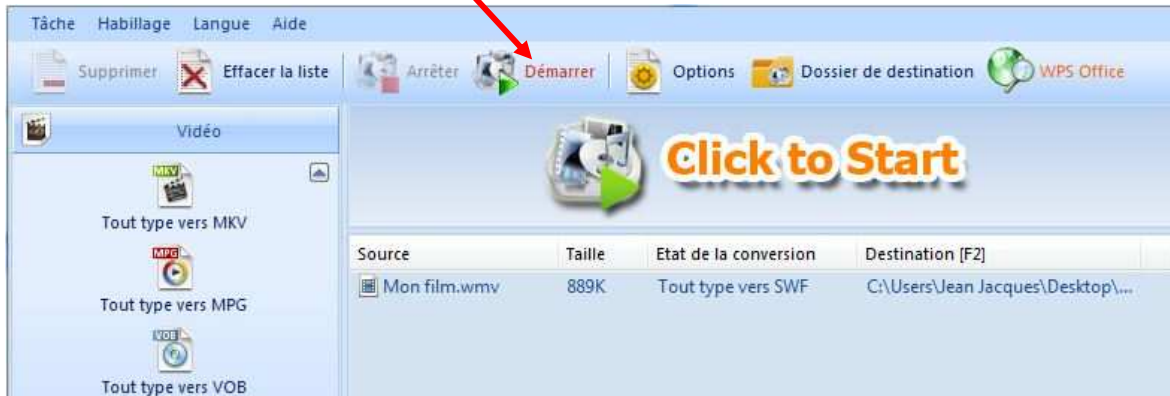 Tâche Habillage Langue Aide
Supprimer Effacer la liste Arrêter Démarrer Options Dossier de destination WPS Office
Vidéo
Click to Start
MKV
Tout type vers MKV
MPG
Tout type vers MPG
VOB
Tout type vers VOB
Source Taille Etat de la conversion Destination [F2]
Mon film.wmv 889K Tout type vers SWF C:\Users\Jean Jacques\Desktop\...